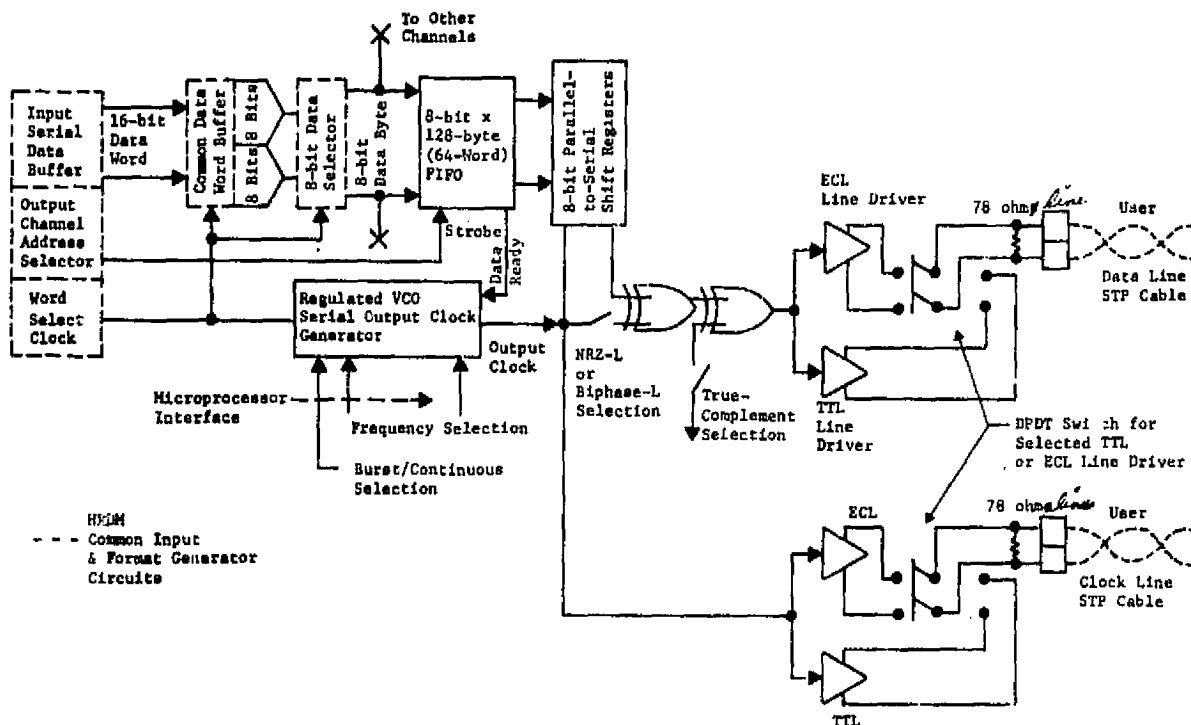 To Other
Channels
Input
Serial
Data
Buffer
16-bit
Data
Word
Common Data
Word Buffer
8 Bits
8 Bits
8-bit Data
Selector
8-bit
Data Byte
8-bit x
128-byte
(64-Word)
FIFO
8-bit Parallel-
to-Serial
Shift Registers
Output
Channel
Address
Selector
Strobe
Data
Ready
Word
Select
Clock
Regulated VCO
Serial Output Clock
Generator
Output
Clock
NRZ-L
or
Biphase-L
Selection
True-
Complement
Selection
Microprocessor
Interface
Frequency Selection
Burst/Continuous
Selection
ECL
Line Driver
78 ohm line
User
Data Line
STP Cable
TTL
Line
Driver
DPDT Switch for
Selected TTL
or ECL Line Driver
ECL
78 ohm line
User
Clock Line
STP Cable
TTL
Common Input
& Format Generator
Circuits